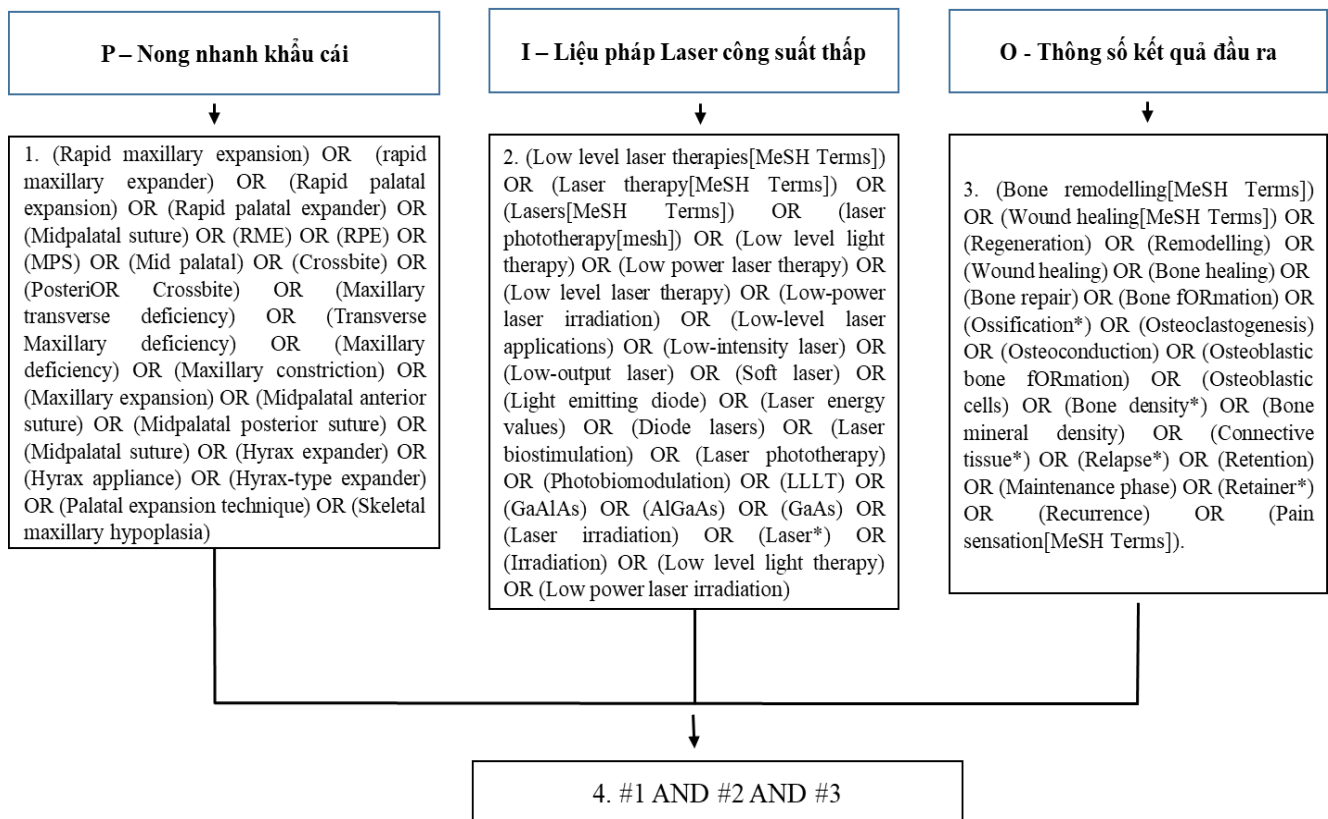 P – Nong nhanh khẩu cái
I – Liệu pháp Laser công suất thấp
O - Thông số kết quả đầu ra
1. (Rapid maxillary expansion) OR (rapid
maxillary expander) OR (Rapid palatal
expansion) OR (Rapid palatal expander) OR
(Midpalatal suture) OR (RME) OR (RPE) OR
(MPS) OR (Mid palatal) OR (Crossbite) OR
(PosteriOR Crossbite) OR (Maxillary
transverse deficiency) OR (Transverse
Maxillary deficiency) OR (Maxillary
deficiency) OR (Maxillary constriction) OR
(Maxillary expansion) OR (Midpalatal anterior
suture) OR (Midpalatal posterior suture) OR
(Midpalatal suture) OR (Hyrax expander) OR
(Hyrax appliance) OR (Hyrax-type expander)
OR (Palatal expansion technique) OR (Skeletal
maxillary hypoplasia)
2. (Low level laser therapies[MeSH Terms])
OR (Laser therapy[MeSH Terms]) OR
(Lasers[MeSH Terms]) OR (laser
phototherapy[mesh]) OR (Low level light
therapy) OR (Low power laser therapy) OR
(Low level laser therapy) OR (Low-power
laser irradiation) OR (Low-level laser
applications) OR (Low-intensity laser) OR
(Low-output laser) OR (Soft laser) OR
(Light emitting diode) OR (Laser energy
values) OR (Diode lasers) OR (Laser
biostimulation) OR (Laser phototherapy)
OR (Photobiomodulation) OR (LLLT) OR
(GaAlAs) OR (AlGaAs) OR (GaAs) OR
(Laser irradiation) OR (Laser*) OR
(Irradiation) OR (Low level light therapy)
OR (Low power laser irradiation)
3. (Bone remodelling[MeSH Terms])
OR (Wound healing[MeSH Terms]) OR
(Regeneration) OR (Remodelling) OR
(Wound healing) OR (Bone healing) OR
(Bone repair) OR (Bone fORmation) OR
(Ossification*) OR (Osteoclastogenesis)
OR (Osteoconduction) OR (Osteoblastic
bone fORmation) OR (Osteoblastic
cells) OR (Bone density*) OR (Bone
mineral density) OR (Connective
tissue*) OR (Relapse*) OR (Retention)
OR (Maintenance phase) OR (Retainer*)
OR (Recurrence) OR (Pain
sensation[MeSH Terms]).
4. #1 AND #2 AND #3